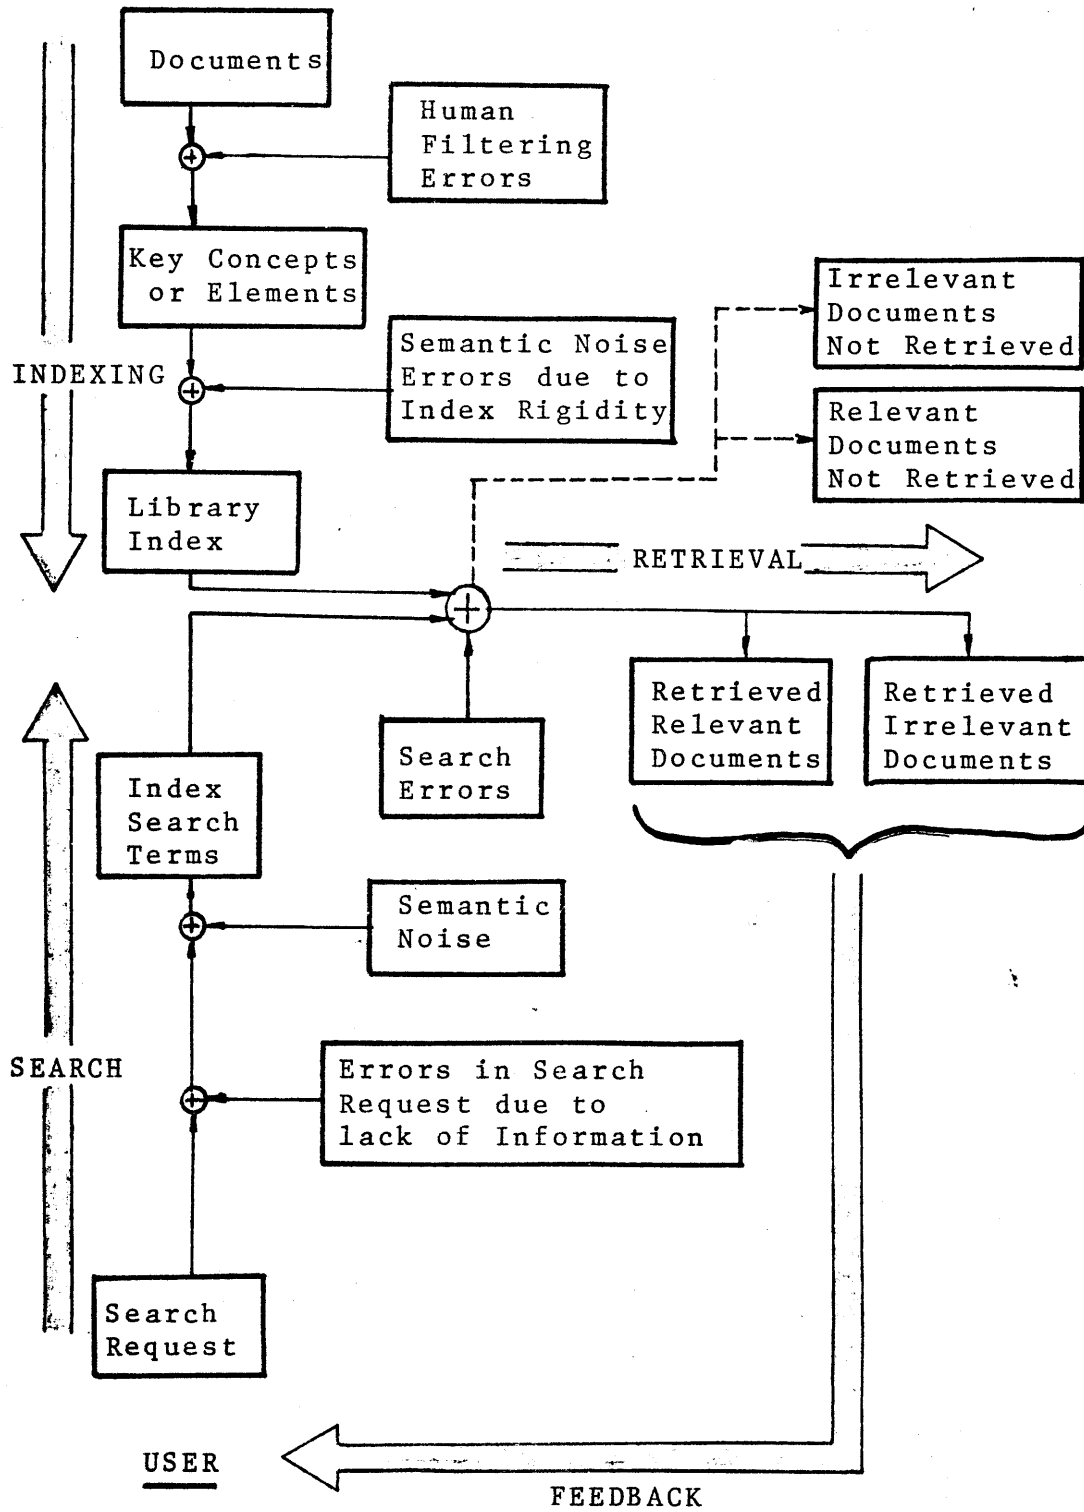 Documents
Human
Filtering
Errors
Key Concepts
or Elements
Irrelevant
Documents
Not Retrieved
Semantic Noise
Errors due to
Index Rigidity
INDEXING
Relevant
Documents
Not Retrieved
Library
Index
RETRIEVAL
Retrieved
Relevant
Documents
Retrieved
Irrelevant
Documents
Search
Errors
Index
Search
Terms
Semantic
Noise
SEARCH
Errors in Search
Request due to
lack of Information
Search
Request
USER
FEEDBACK